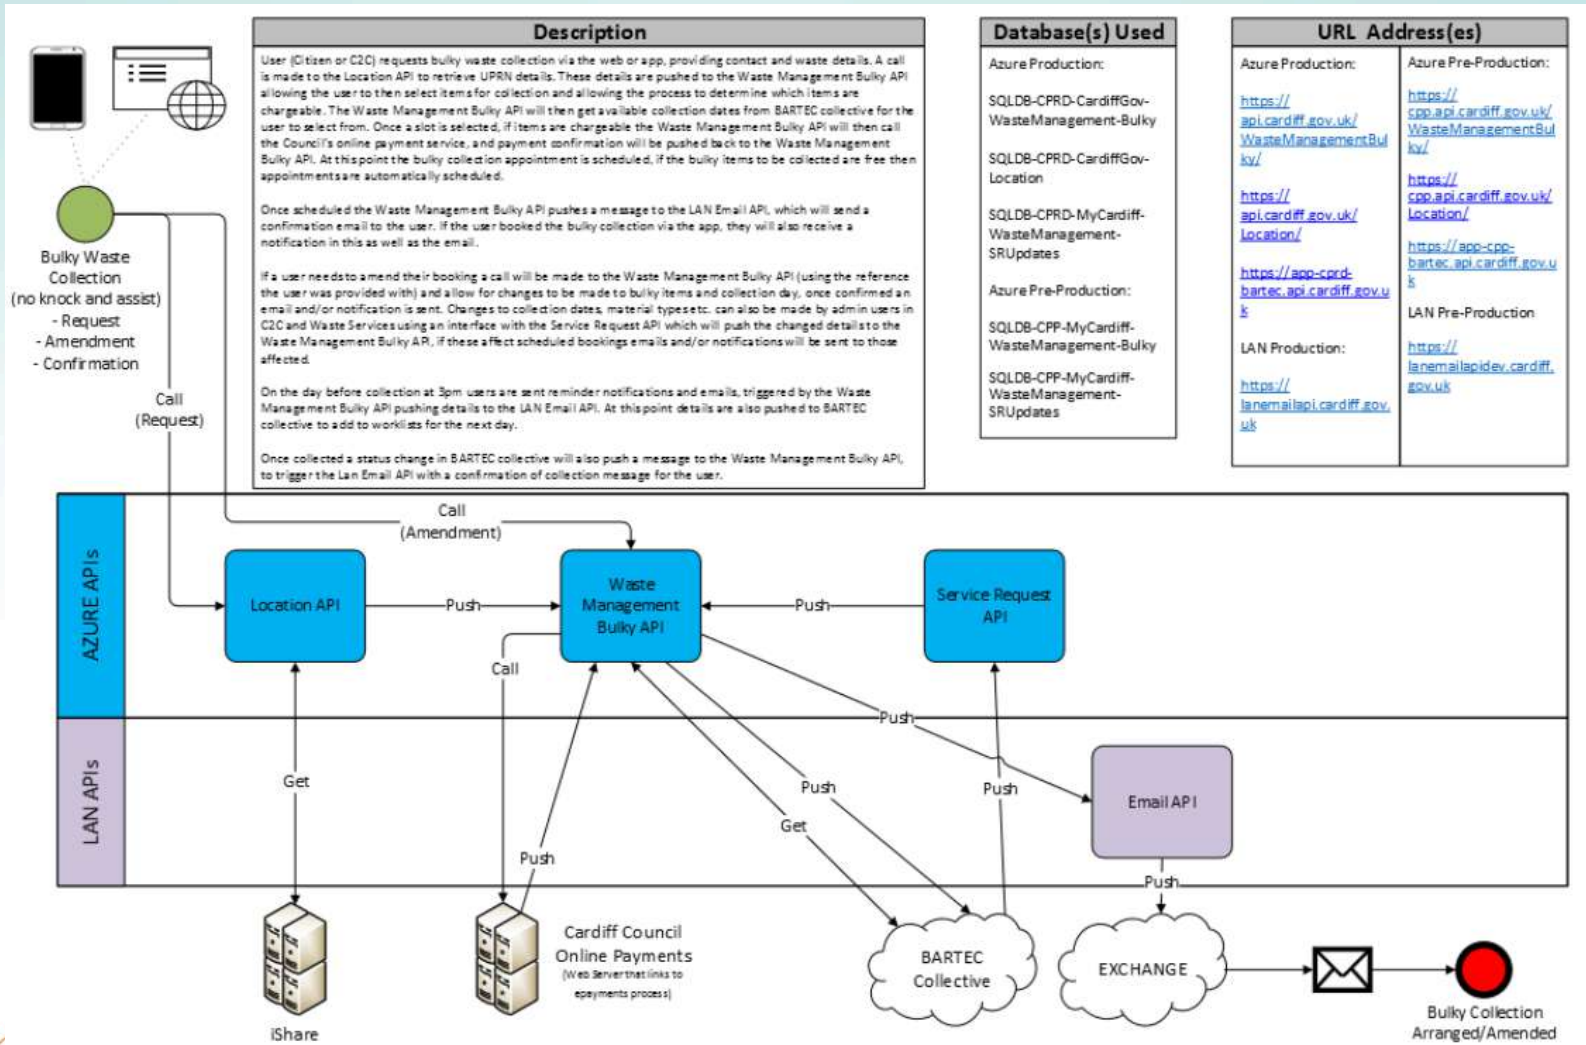 Description
User (Citizen or C2C) requests bulky waste collection via the web or app, providing contact and waste details. A call
is made to the Location API to retrieve UPRN details. These details are pushed to the Waste Management Bulky API
allowing the user to then select items for collection and allowing the process to determine which items are
chargeable. The Waste Management Bulky API will then get available collection dates from BARTEC collective for the
user to select from. Once a slot is selected, if items are chargeable the Waste Management Bulky API will then call
the Council's online payment service, and payment confirmation will be pushed back to the Waste Management
Bulky API. At this point the bulky collection appointment is scheduled, if the bulky items to be collected are free then
appointments are automatically scheduled.
Once scheduled the Waste Management Bulky API pushes a message to the LAN Email API, which will send a
confirmation email to the user. If the user booked the bulky collection via the app, they will also receive a
notification in this as well as the email.
If a user needs to amend their booking a call will be made to the Waste Management Bulky API (using the reference
the user was provided with) and allow for changes to be made to bulky items and collection day, once confirmed an
email and/or notification is sent. Changes to collection dates, material types etc. can also be made by admin users in
C2C and Waste Services using an interface with the Service Request API which will push the changed details to the
Waste Management Bulky API, if these affect scheduled bookings emails and/or notifications will be sent to those
affected.
On the day before collection at 3pm users are sent reminder notifications and emails, triggered by the Waste
Management Bulky API pushing details to the LAN Email API. At this point details are also pushed to BARTEC
collective to add to worklists for the next day.
Once collected a status change in BARTEC collective will also push a message to the Waste Management Bulky API,
to trigger the Lan Email API with a confirmation of collection message for the user.
Database(s) Used
Azure Production:
SQLDB-CPRD-CardiffGov-
WasteManagement-Bulky
SQLDB-CPRD-CardiffGov-
Location
SQLDB-CPRD-MyCardiff-
WasteManagement-
SRUpdates
Azure Pre-Production:
SQLDB-CPP-MyCardiff-
WasteManagement-Bulky
SQLDB-CPP-MyCardiff-
WasteManagement-
SRUpdates
URL Address(es)
Azure Production:
https://
api.cardiff.gov.uk/
WasteManagementBul
ky/
https://
api.cardiff.gov.uk/
Location/
https://app-cprd-
bartec.api.cardiff.gov.u
k
LAN Production:
https://
lanemailapi.cardiff.gov.
uk
Azure Pre-Production:
https://
cpp.api.cardiff.gov.uk/
WasteManagementBul
ky/
https://
cpp.api.cardiff.gov.uk/
Location/
https://app-cpp-
bartec.api.cardiff.gov.u
k
LAN Pre-Production
https://
lanemailapidev.cardiff.
gov.uk
Bulky Waste
Collection
(no knock and assist)
- Request
- Amendment
- Confirmation
Call
(Request)
Call
(Amendment)
AZURE APIs
Location API
Push
Waste
Management
Bulky API
Push
Service Request
API
Call
Push
LAN APIs
Get
Push
Push
Get
Push
Email API
Push
iShare
Cardiff Council
Online Payments
(Web Server that links to
epayments process)
BARTEC
Collective
EXCHANGE
Bulky Collection
Arranged/Amended